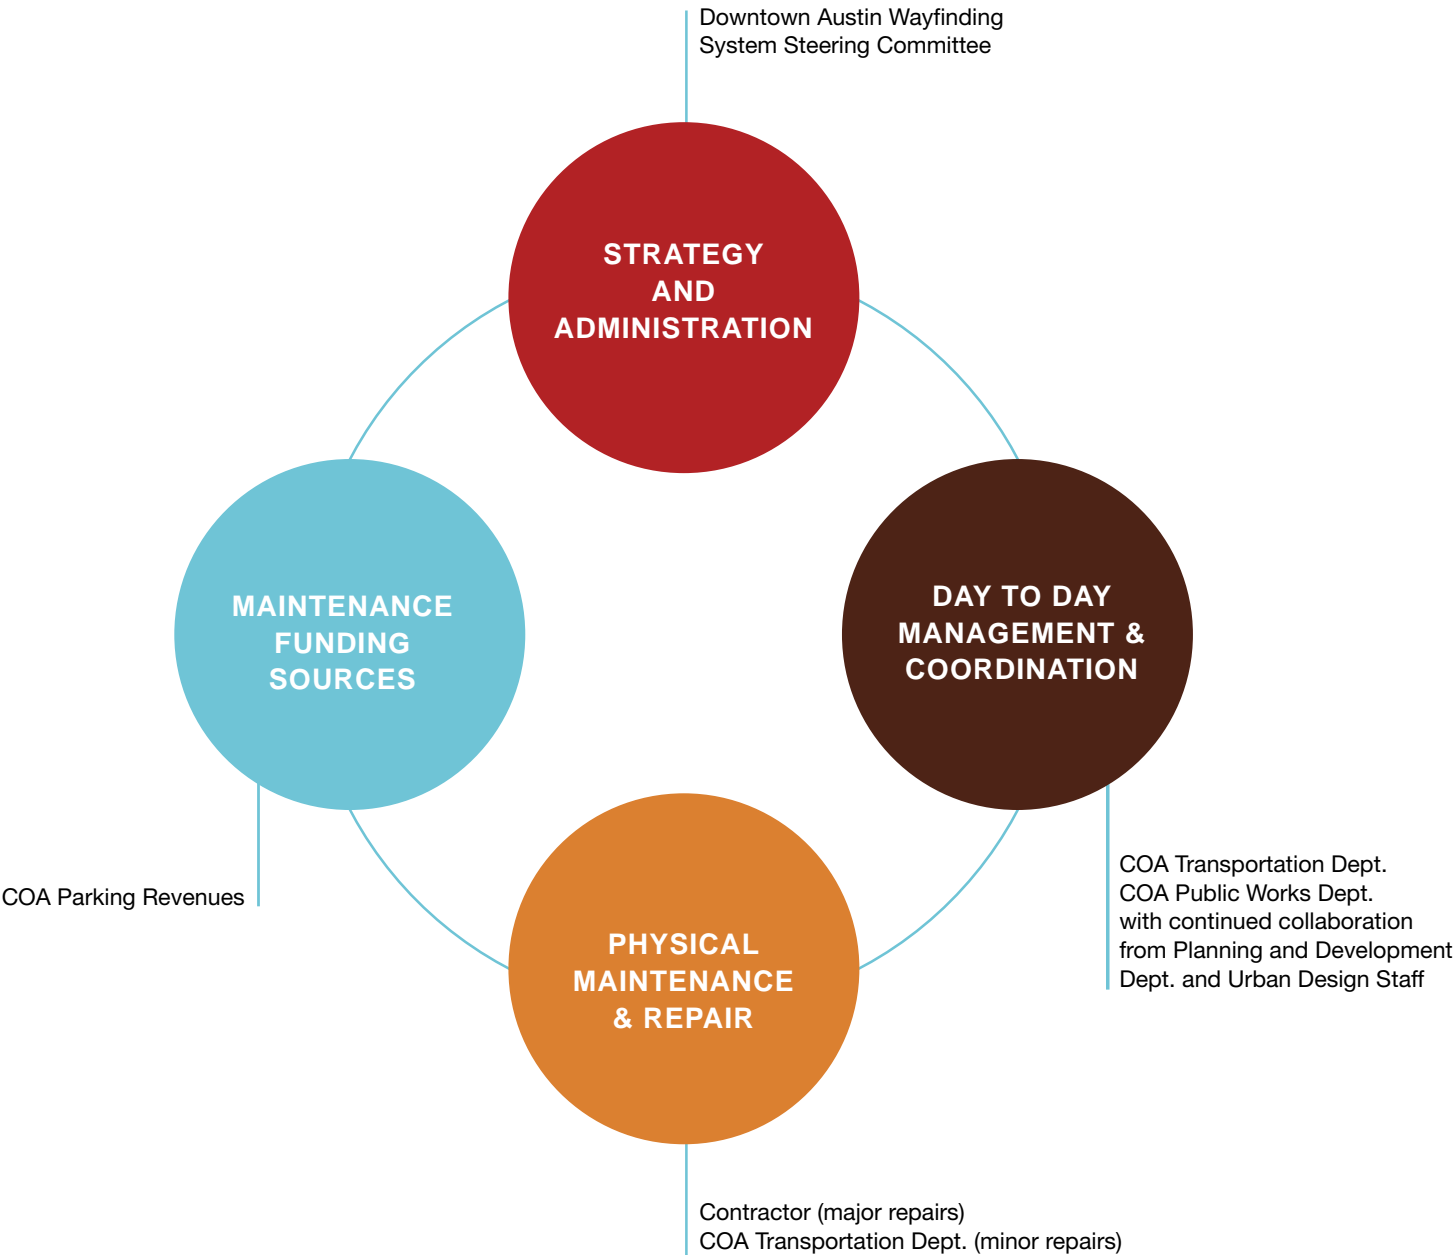 Downtown Austin Wayfinding
System Steering Committee
STRATEGY
AND
ADMINISTRATION
MAINTENANCE
FUNDING
SOURCES
DAY TO DAY
MANAGEMENT &
COORDINATION
COA Parking Revenues
COA Transportation Dept.
COA Public Works Dept.
with continued collaboration
from Planning and Development
Dept. and Urban Design Staff
PHYSICAL
MAINTENANCE
& REPAIR
Contractor (major repairs)
COA Transportation Dept. (minor repairs)